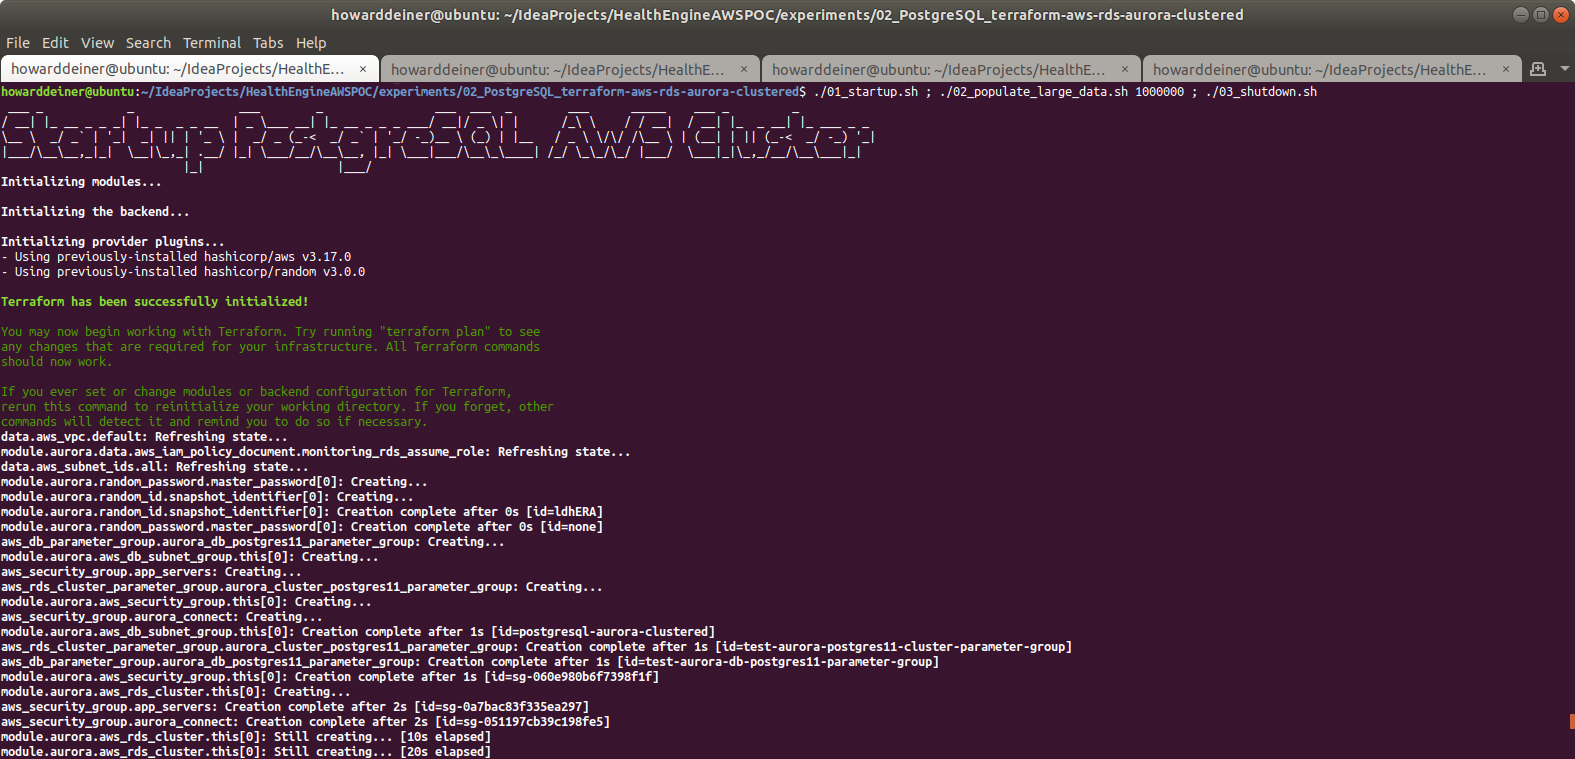 howarddeiner@ubuntu: ~/IdeaProjects/HealthEngineAWSPOC/experiments/02_PostgreSQL_terraform-aws-rds-aurora-clustered
File Edit View Search Terminal Tabs Help
howarddeiner@ubuntu: ~/IdeaProjects/HealthE... × howarddeiner@ubuntu: ~/IdeaProjects/HealthE... × howarddeiner@ubuntu: ~/IdeaProjects/HealthE... × howarddeiner@ubuntu: ~/IdeaProjects/HealthE... ×
howarddeiner@ubuntu:~/IdeaProjects/HealthEngineAWSPOC/experiments/02_PostgreSQL_terraform-aws-rds-aurora-clustered$ ./01_startup.sh ; ./02_populate_large_data.sh 1000000 ; ./03_shutdown.sh
Startup PostgreSQL AWS Cluster
Initializing modules...
Initializing the backend...
Initializing provider plugins...
- Using previously-installed hashicorp/aws v3.17.0
- Using previously-installed hashicorp/random v3.0.0
Terraform has been successfully initialized!
You may now begin working with Terraform. Try running "terraform plan" to see
any changes that are required for your infrastructure. All Terraform commands
should now work.
If you ever set or change modules or backend configuration for Terraform,
rerun this command to reinitialize your working directory. If you forget, other
commands will detect it and remind you to do so if necessary.
data.aws_vpc.default: Refreshing state...
module.aurora.data.aws_iam_policy_document.monitoring_rds_assume_role: Refreshing state...
data.aws_subnet_ids.all: Refreshing state...
module.aurora.random_password.master_password[0]: Creating...
module.aurora.random_id.snapshot_identifier[0]: Creating...
module.aurora.random_id.snapshot_identifier[0]: Creation complete after 0s [id=ldhERA]
module.aurora.random_password.master_password[0]: Creation complete after 0s [id=none]
aws_db_parameter_group.aurora_db_postgres11_parameter_group: Creating...
module.aurora.aws_db_subnet_group.this[0]: Creating...
aws_security_group.app_servers: Creating...
aws_rds_cluster_parameter_group.aurora_cluster_postgres11_parameter_group: Creating...
module.aurora.aws_security_group.this[0]: Creating...
aws_security_group.aurora_connect: Creating...
module.aurora.aws_db_subnet_group.this[0]: Creation complete after 1s [id=postgresql-aurora-clustered]
aws_rds_cluster_parameter_group.aurora_cluster_postgres11_parameter_group: Creation complete after 1s [id=test-aurora-postgres11-cluster-parameter-group]
aws_db_parameter_group.aurora_db_postgres11_parameter_group: Creation complete after 1s [id=test-aurora-db-postgres11-parameter-group]
module.aurora.aws_security_group.this[0]: Creation complete after 1s [id=sg-060e980b6f7398f1f]
module.aurora.aws_rds_cluster.this[0]: Creating...
aws_security_group.app_servers: Creation complete after 2s [id=sg-0a7bac83f335ea297]
aws_security_group.aurora_connect: Creation complete after 2s [id=sg-051197cb39c198fe5]
module.aurora.aws_rds_cluster.this[0]: Still creating... [10s elapsed]
module.aurora.aws_rds_cluster.this[0]: Still creating... [20s elapsed]